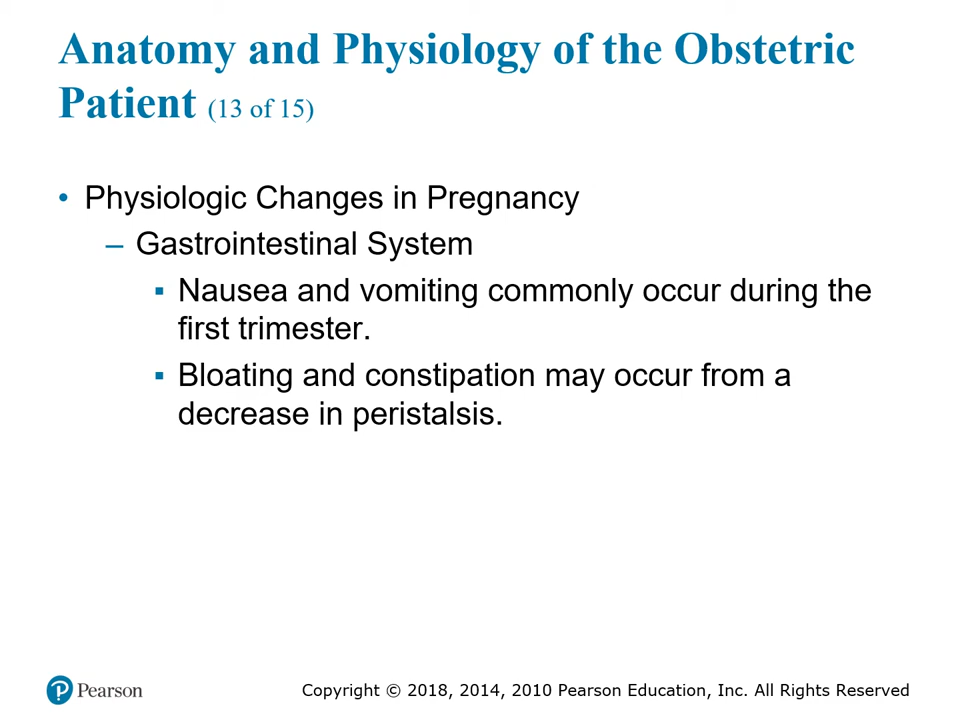 Anatomy and Physiology of the Obstetric
Patient (13 of 15)
• Physiologic Changes in Pregnancy
– Gastrointestinal System
▪ Nausea and vomiting commonly occur during the
first trimester.
▪ Bloating and constipation may occur from a
decrease in peristalsis.
Pearson
Copyright © 2018, 2014, 2010 Pearson Education, Inc. All Rights Reserved